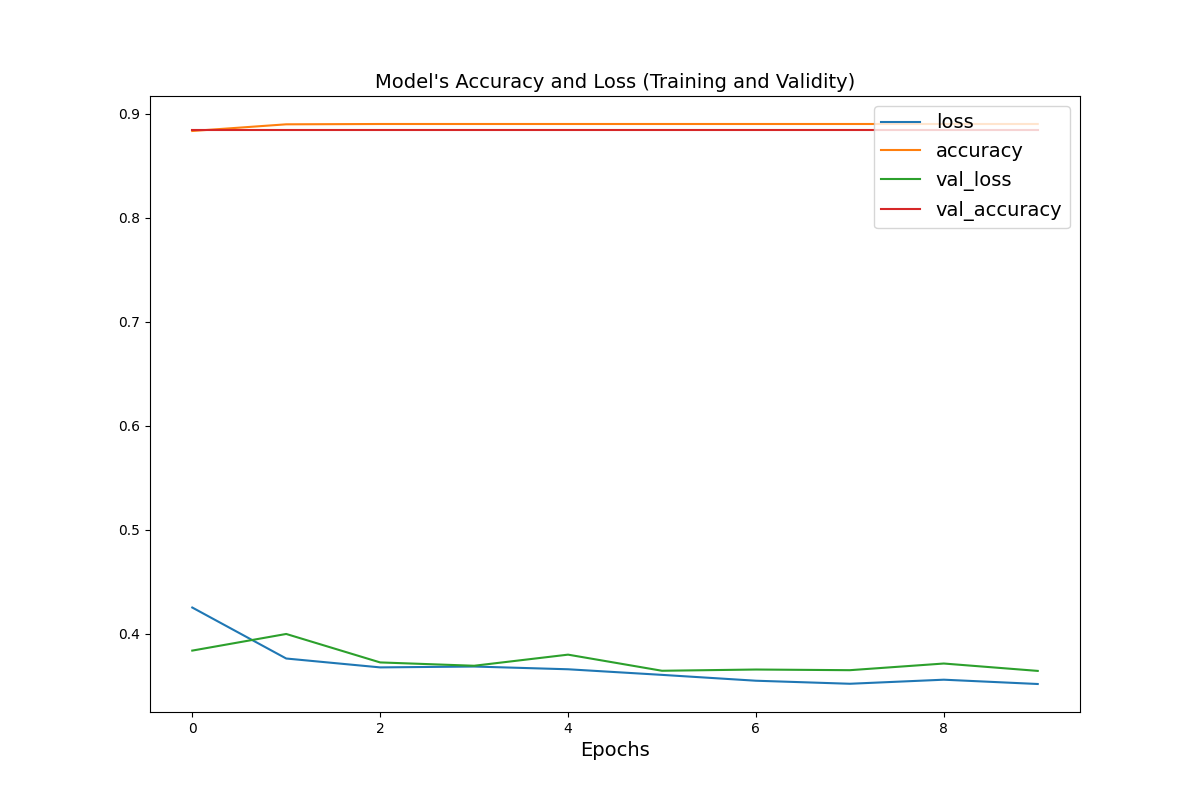 Model's Accuracy and Loss (Training and Validity)
0.9
0.8
0.7
0.6
0.5
0.4
loss
accuracy
val_loss
val_accuracy
0 2 4 6 8
Epochs